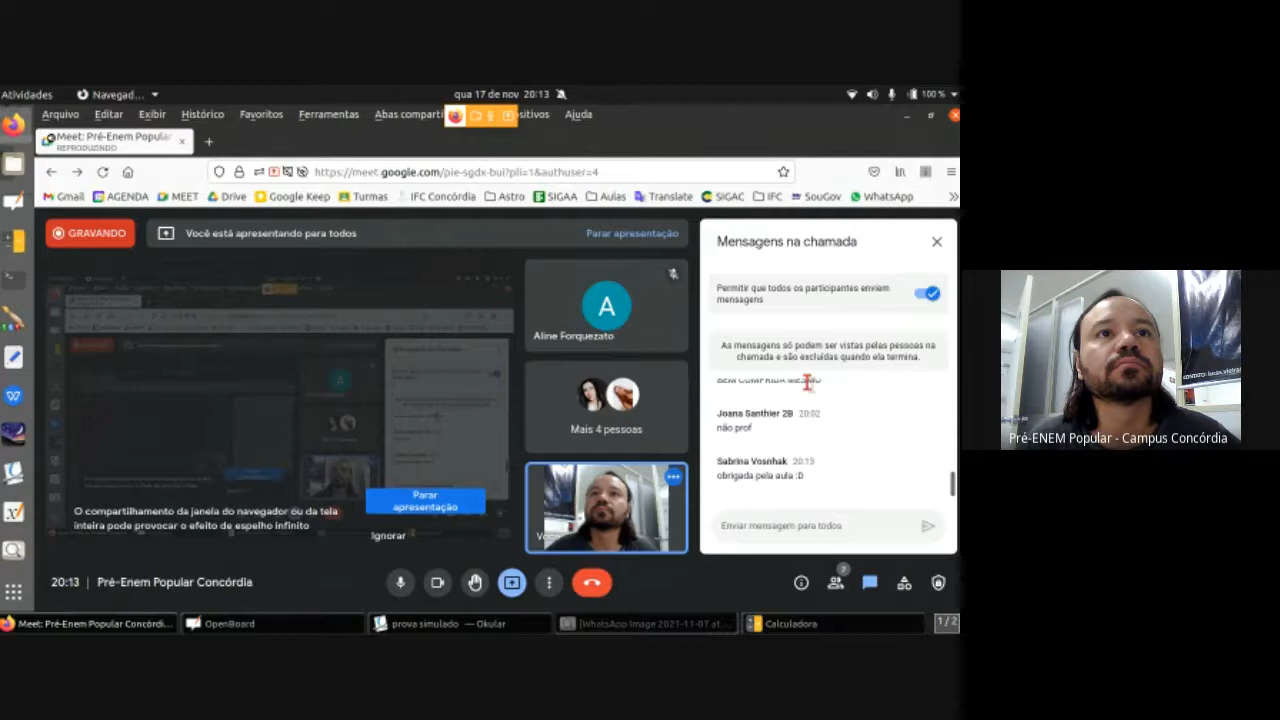 Atividades
Navegad...
qua 17 de nov 20:13
100 %
Arquivo Editar Exibir Histórico Favoritos Ferramentas Abas comparti sitivos Ajuda
Meet: Pré-Enem Popular
REPRODUZINDO
https://meet.google.com/pie-sgdx-bui?pli=1&authuser=4
Gmail AGENDA MEET Drive Google Keep Turmas IFC Concórdia Astro SIGAA Aulas Translate SIGAC IFC SouGov WhatsApp
GRAVANDO
Você está apresentando para todos
Parar apresentação
A
Aline Forquezato
Mais 4 pessoas
Parar
apresentação
O compartilhamento da janela do navegador ou da tela
inteira pode provocar o efeito de espelho infinito
Ignorar
Mensagens na chamada
Permitir que todos os participantes enviem
mensagens
As mensagens só podem ser vistas pelas pessoas na
chamada e são excluídas quando ela termina.
Joana Santhier 2B 20:02
não prof
Sabrina Vosnhak 20:13
obrigada pela aula :D
Enviar mensagem para todos
20:13 | Pré-Enem Popular Concórdia
7
Meet: Pré-Enem Popular Concórdi...
OpenBoard
prova simulado — Okular
[WhatsApp Image 2021-11-07 at...
Calculadora
1 / 2
Pré-ENEM Popular - Campus Concórdia